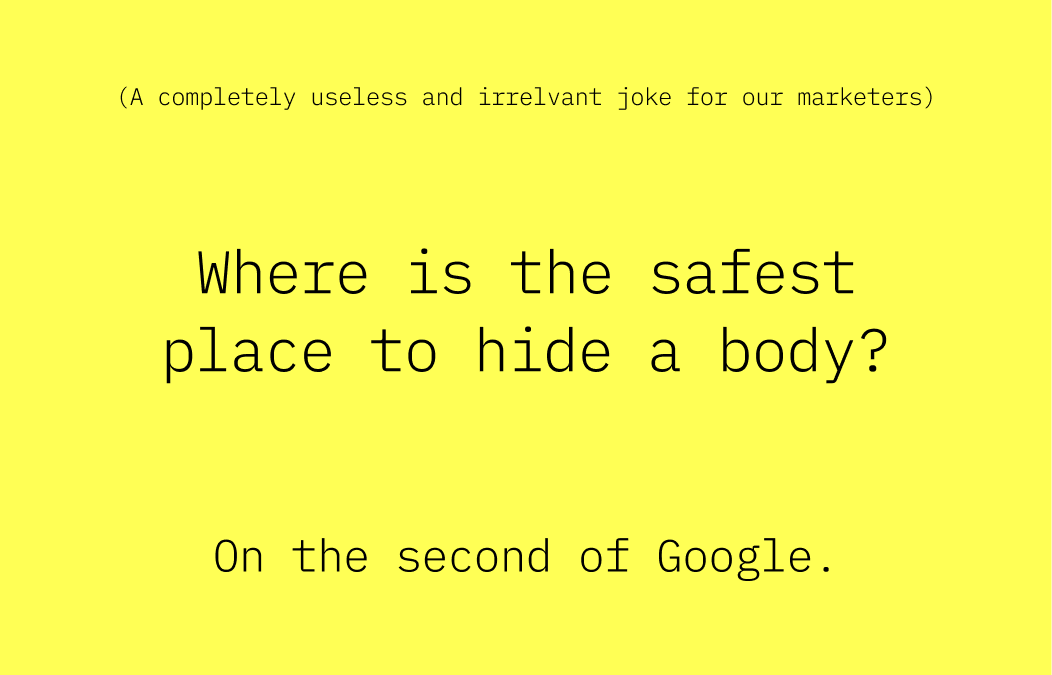 (A completely useless and irrelvant joke for our marketers)
Where is the safest
place to hide a body?
On the second of Google.